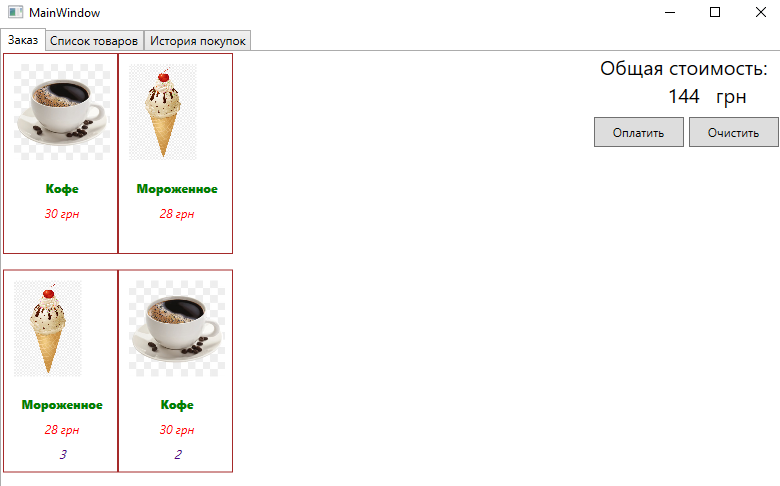 MainWindow
Заказ Список товаров История покупок
Общая стоимость:
144 грн
Оплатить Очистить
Кофе Мороженное
30 грн 28 грн
Мороженное Кофе
28 грн 30 грн
3 2